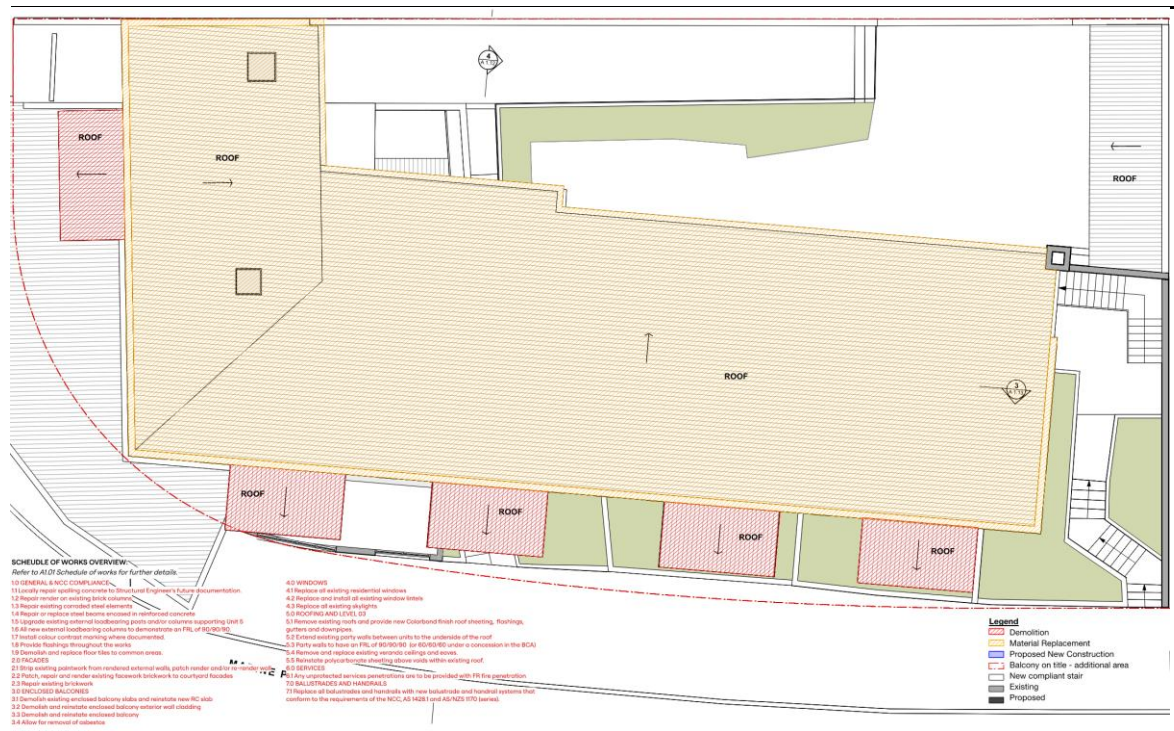 4
A 1.13
ROOF
ROOF
ROOF
ROOF
3
A 1.13
ROOF
ROOF
ROOF
ROOF
SCHEUDLE OF WORKS OVERVIEW:
Refer to A1.01 Schedule of works for further details.
1.0 GENERAL & NCC COMPLIANCE
1.1 Locally repair spalling concrete to Structural Engineer's future documentation.
1.2 Repair render on existing brick columns
1.3 Repair existing corroded steel elements
1.4 Repair or replace steel beams encased in reinforced concrete
1.5 Upgrade existing external loadbearing posts and/or columns supporting Unit 5
1.6 All new external loadbearing columns to demonstrate an FRL of 90/90/90.
1.7 Install colour contrast marking where documented.
1.8 Provide flashings throughout the works
1.9 Demolish and replace floor tiles to common areas.
2.0 FACADES
2.1 Strip existing paintwork from rendered external walls, patch render and/or re-render walls
2.2 Patch, repair and render existing facework brickwork to courtyard facades
2.3 Repair existing brickwork
3.0 ENCLOSED BALCONIES
3.1 Demolish existing enclosed balcony slabs and reinstate new RC slab
3.2 Demolish and reinstate enclosed balcony exterior wall cladding
3.3 Demolish and reinstate enclosed balcony
3.4 Allow for removal of asbestos
4.0 WINDOWS
4.1 Replace all existing residential windows
4.2 Replace and install all existing window lintels
4.3 Replace all existing skylights
5.0 ROOFING AND LEVEL 03
5.1 Remove existing roofs and provide new Colorbond finish roof sheeting, flashings,
gutters and downpipes.
5.2 Extend existing party walls between units to the underside of the roof
5.3 Party walls to have an FRL of 90/90/90 (or 60/60/60 under a concession in the BCA)
5.4 Remove and replace existing veranda ceilings and eaves.
5.5 Reinstate polycarbonate sheeting above voids within existing roof.
6.0 SERVICES
6.1 Any unprotected services penetrations are to be provided with FR fire penetration
7.0 BALUSTRADES AND HANDRAILS
7.1 Replace all balustrades and handrails with new balustrade and handrail systems that
conform to the requirements of the NCC, AS 1428.1 and AS/NZS 1170 (series).
Legend
Demolition
Material Replacement
Proposed New Construction
Balcony on title - additional area
New compliant stair
Existing
Proposed